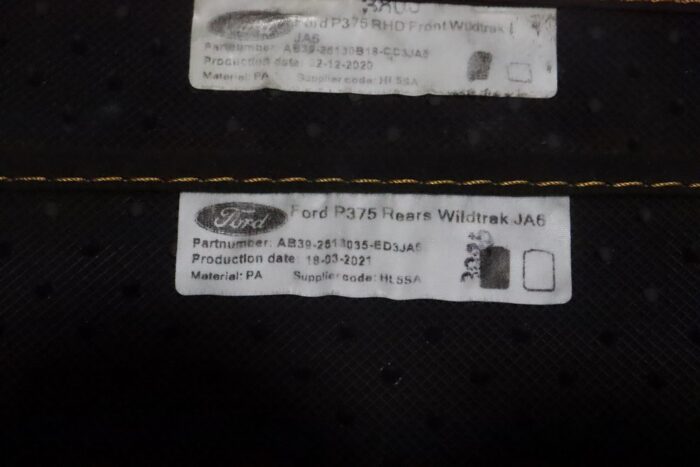 Ford P375 RHD Front Wildtrak
JA6
Partnumber: AB39-26130B18-CD3JA6
Production date: 02-12-2020
Material: PA Supplier code: HL5SA
Ford
Ford P375 Rears Wildtrak JA6
Partnumber: AB39-2613035-ED3JA6
Production date: 18-03-2021
Material: PA Supplier code: HL5SA